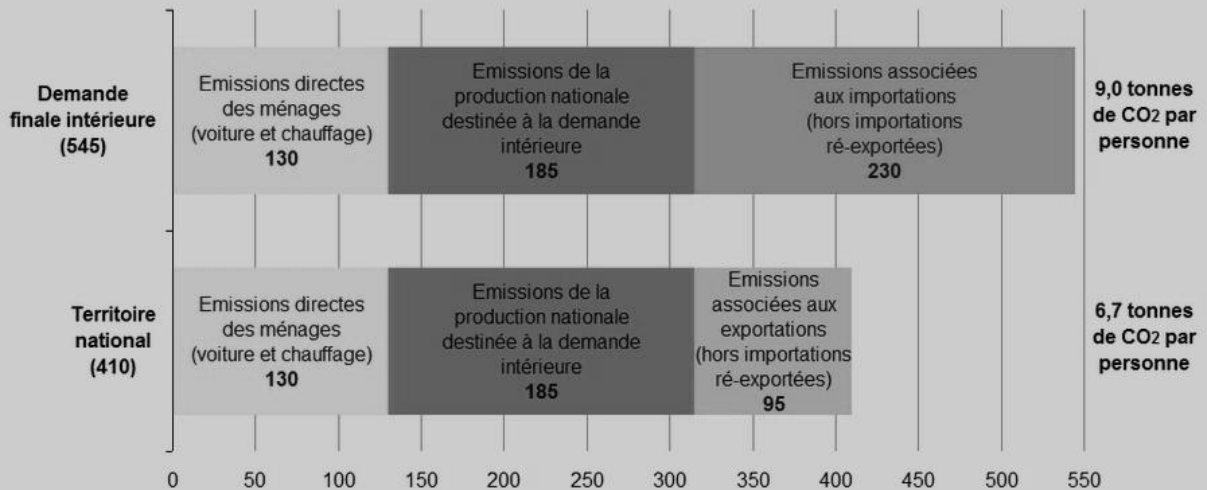 Demande
finale intérieure
(545)
Emissions directes
des ménages
(voiture et chauffage)
130
Emissions de la
production nationale
destinée à la demande
intérieure
185
Emissions associées
aux importations
(hors importations
ré-exportées)
230
9,0 tonnes
de CO2 par
personne
Territoire
national
(410)
Emissions directes
des ménages
(voiture et chauffage)
130
Emissions de la
production nationale
destinée à la demande
intérieure
185
Emissions
associées aux
exportations
(hors importations
ré-exportées)
95
6,7 tonnes
de CO2 par
personne
0 50 100 150 200 250 300 350 400 450 500 550